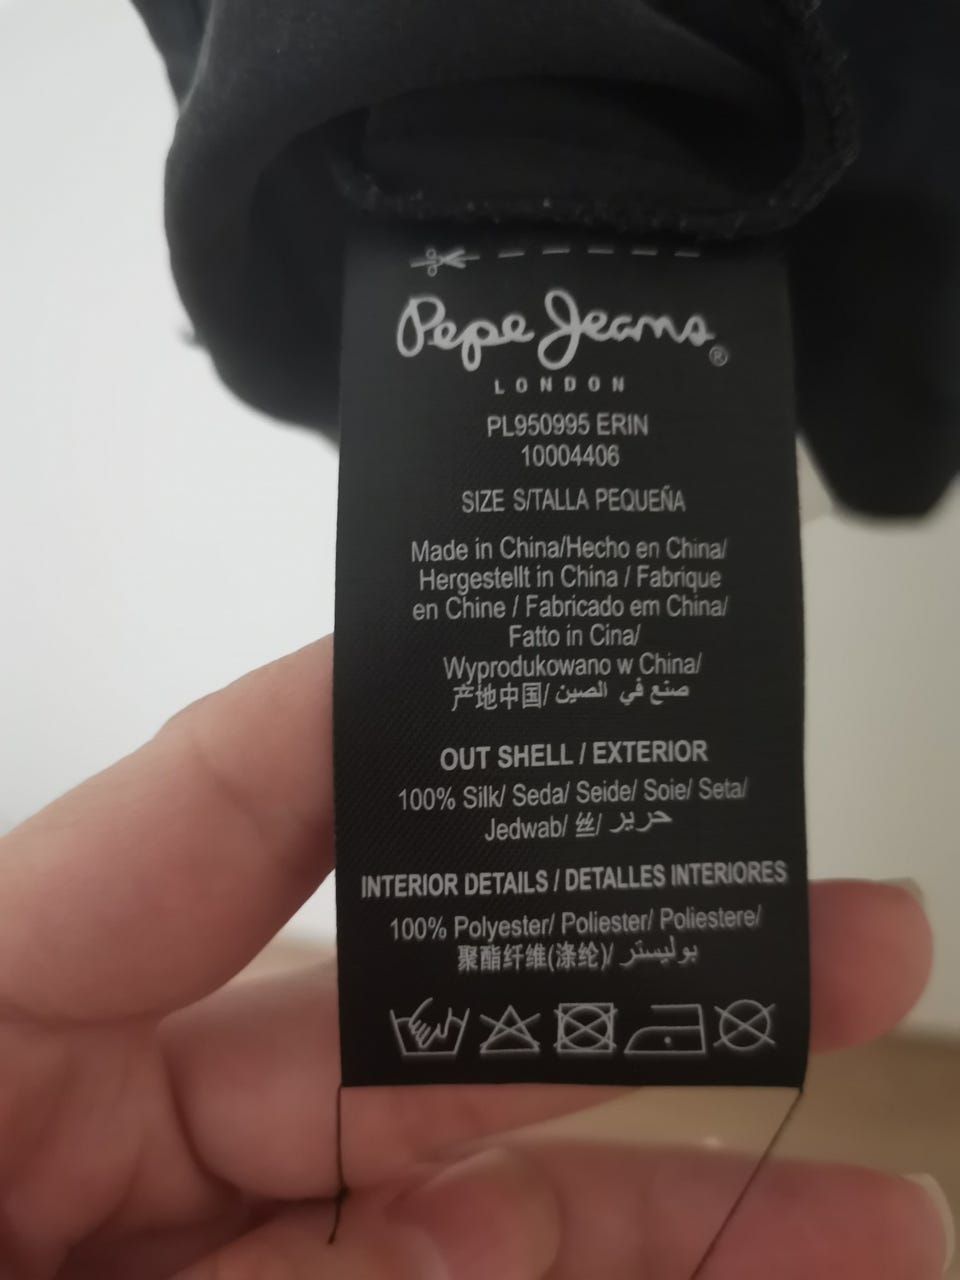 Pepe Jeans®
LONDON
PL950995 ERIN
10004406
SIZE S/TALLA PEQUEÑA
Made in China/Hecho en China/
Hergestellt in China / Fabrique
en Chine / Fabricado em China/
Fatto in Cina/
Wyprodukowano w China/
产地中国/ صنع في الصين
OUT SHELL / EXTERIOR
100% Silk/ Seda/ Seide/ Soie/ Seta/
Jedwab/ 丝/ حرير
INTERIOR DETAILS / DETALLES INTERIORES
100% Polyester/ Poliester/ Poliestere/
聚酯纤维(涤纶)/ بوليستر